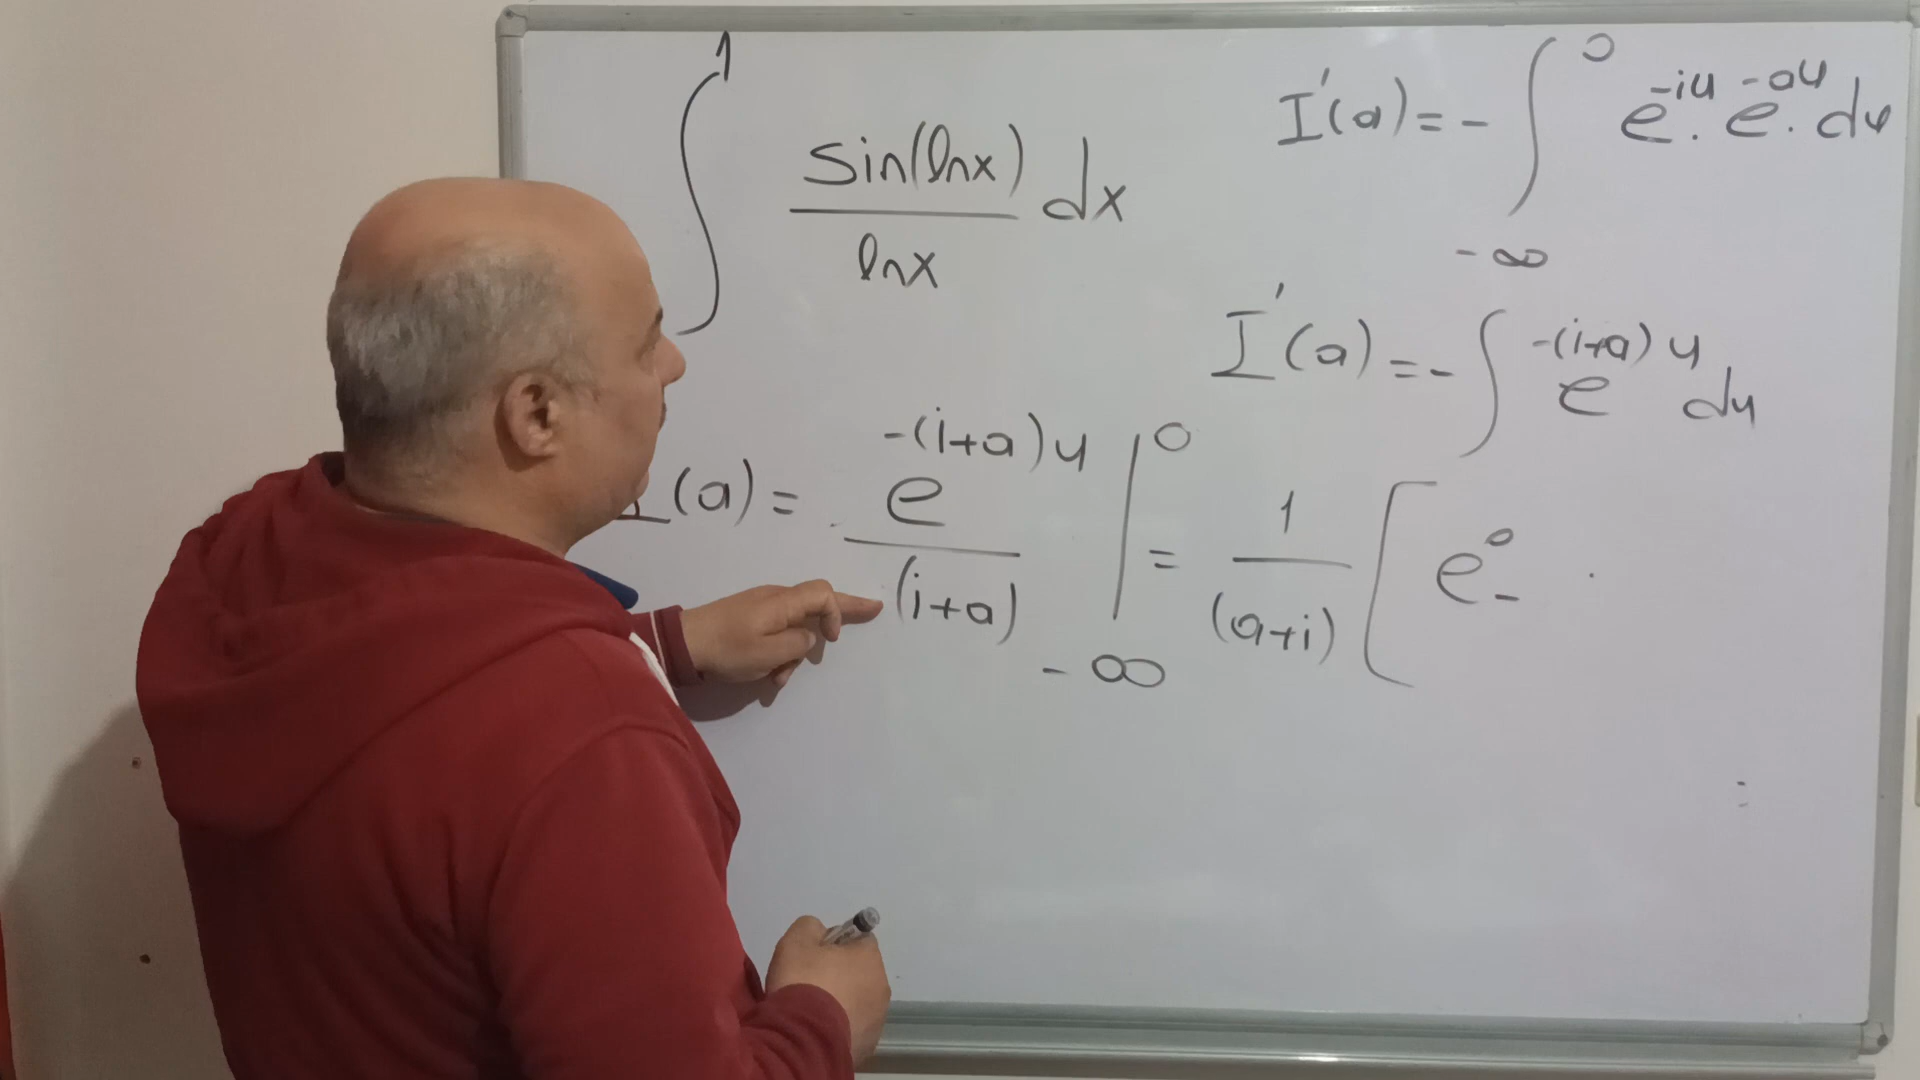 ∫ 1 sin(lnx)/lnx dx
I'(a) = - ∫ 0 -∞ e^-iu . e^-au . du
I'(a) = - ∫ e^-(i+a)u du
I(a) = e^-(i+a)u/(i+a) | 0 -∞ = 1/(a+i) [ e^0 -